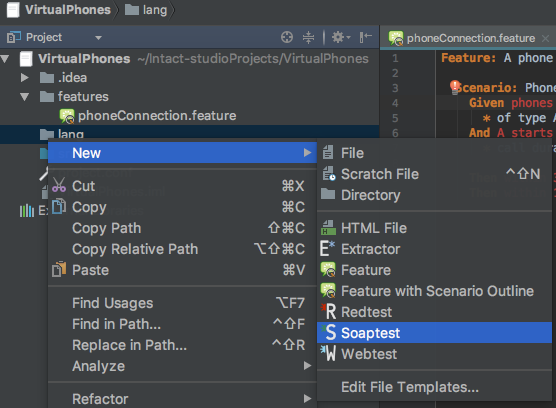 VirtualPhones lang
Project
phoneConnection.feature
VirtualPhones ~/Intact-studioProjects/VirtualPhones
.idea
features
phoneConnection.feature
lang
1 Feature: A phone
2
3 Scenario: Phone
4 Given phones
5 * of type A
6 And A starts
New
File
Scratch File ^⇧N
Directory
HTML File
E* Extractor
Feature
Feature with Scenario Outline
R Redtest
S Soaptest
W Webtest
Edit File Templates...
Cut ⌘X
Copy ⌘C
Copy Path ⇧⌘C
Copy Relative Path ⌥⇧⌘C
Paste ⌘V
Find Usages ⌥F7
Find in Path... ^⇧F
Replace in Path... ^⇧R
Analyze
Refactor